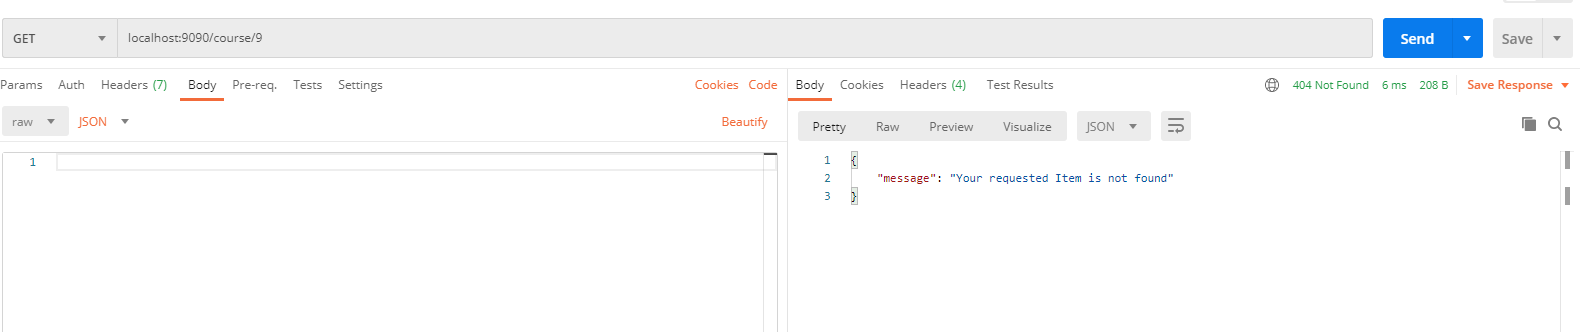 GET localhost:9090/course/9 Send Save
Params Auth Headers (7) Body Pre-req. Tests Settings Cookies Code
raw JSON Beautify
1
Body Cookies Headers (4) Test Results 404 Not Found 6 ms 208 B Save Response
Pretty Raw Preview Visualize JSON
1 {
2 "message": "Your requested Item is not found"
3 }